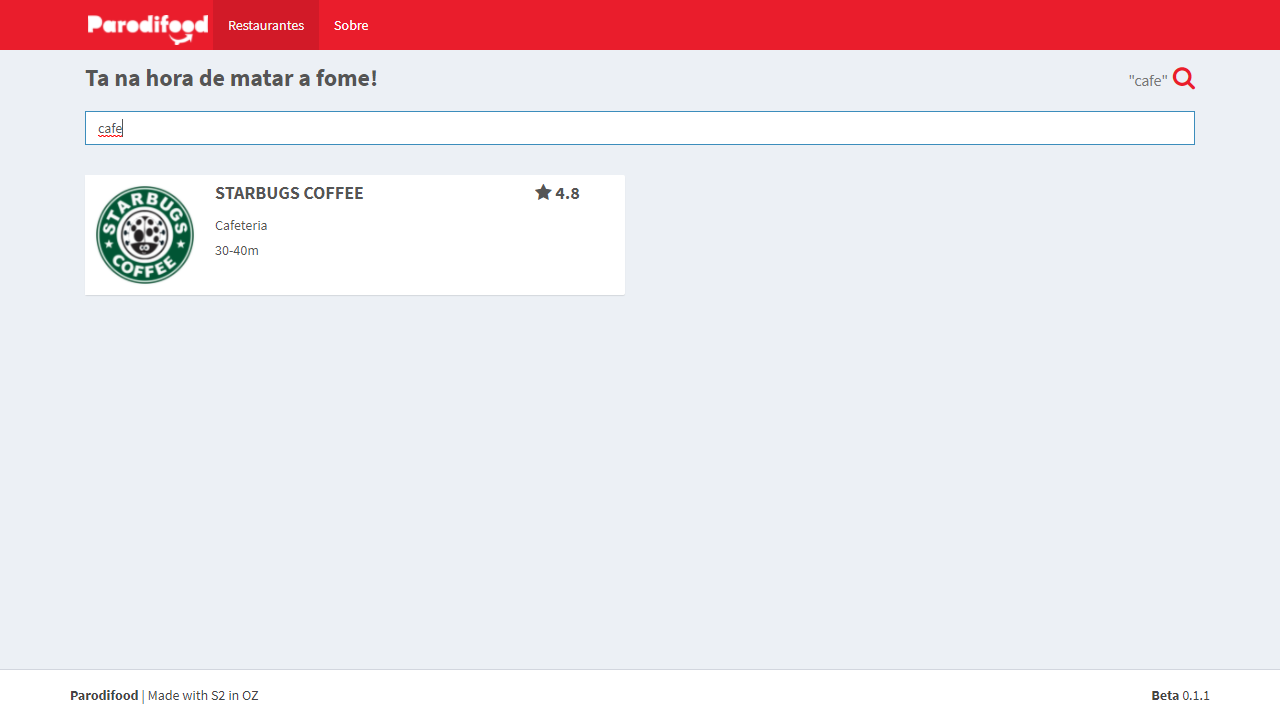 Parodifood Restaurantes Sobre
Ta na hora de matar a fome!
"cafe"
cafe
STARBUGS COFFEE
STARBUGS COFFEE
4.8
Cafeteria
30-40m
Parodifood | Made with S2 in OZ
Beta 0.1.1